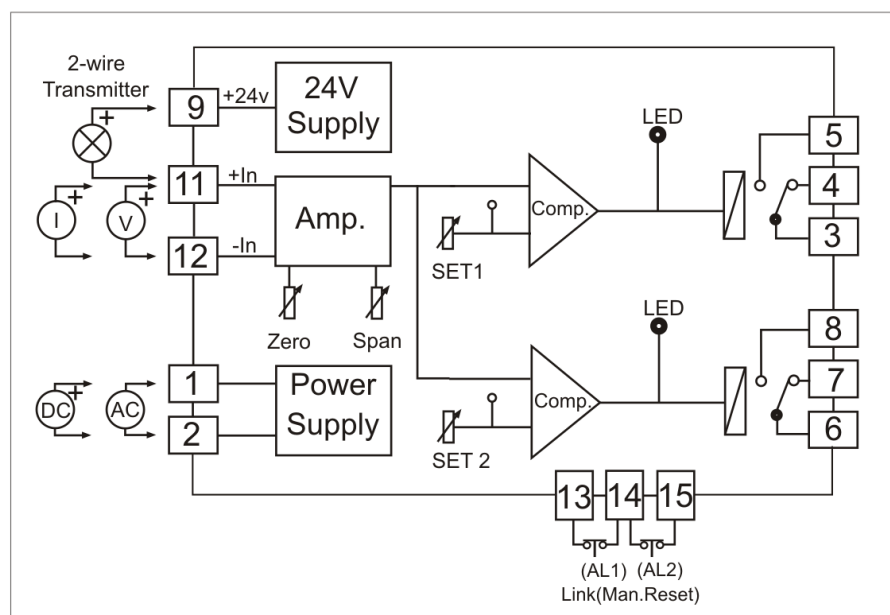 2-wire
Transmitter
+
9
+24v
24V
Supply
LED
5
11
+In
+
I
+
V
Amp.
Comp.
4
12
-In
3
SET1
Zero
Span
LED
8
1
Power
Supply
+
DC
AC
Comp.
7
2
6
SET 2
13
14
15
(AL1)
(AL2)
Link(Man.Reset)